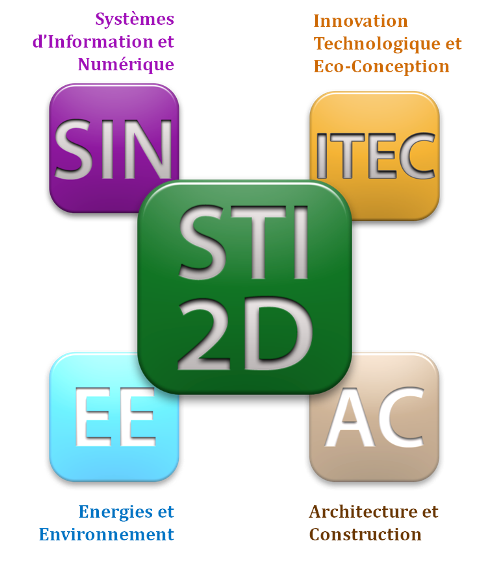 Systèmes
d'Information et
Numérique
Innovation
Technologique et
Eco-Conception
SIN
ITEC
STI
2D
EE
AC
Energies et
Environnement
Architecture et
Construction